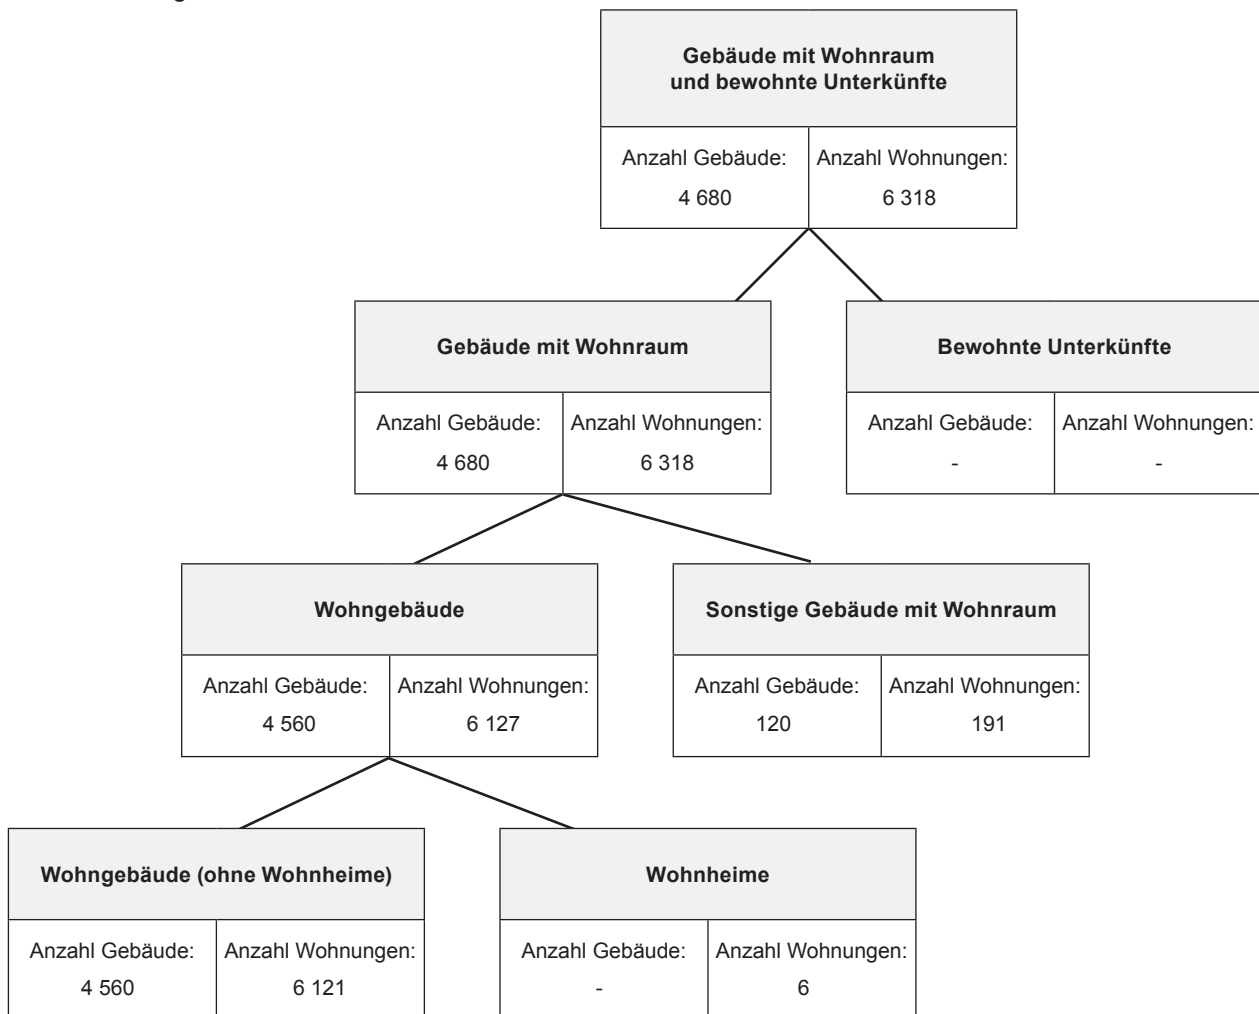 Gebäude mit Wohnraum
und bewohnte Unterkünfte
Anzahl Gebäude: Anzahl Wohnungen:
4 680 6 318
Gebäude mit Wohnraum Bewohnte Unterkünfte
Anzahl Gebäude: Anzahl Wohnungen: Anzahl Gebäude: Anzahl Wohnungen:
4 680 6 318 - -
Wohngebäude Sonstige Gebäude mit Wohnraum
Anzahl Gebäude: Anzahl Wohnungen: Anzahl Gebäude: Anzahl Wohnungen:
4 560 6 127 120 191
Wohngebäude (ohne Wohnheime) Wohnheime
Anzahl Gebäude: Anzahl Wohnungen: Anzahl Gebäude: Anzahl Wohnungen:
4 560 6 121 - 6